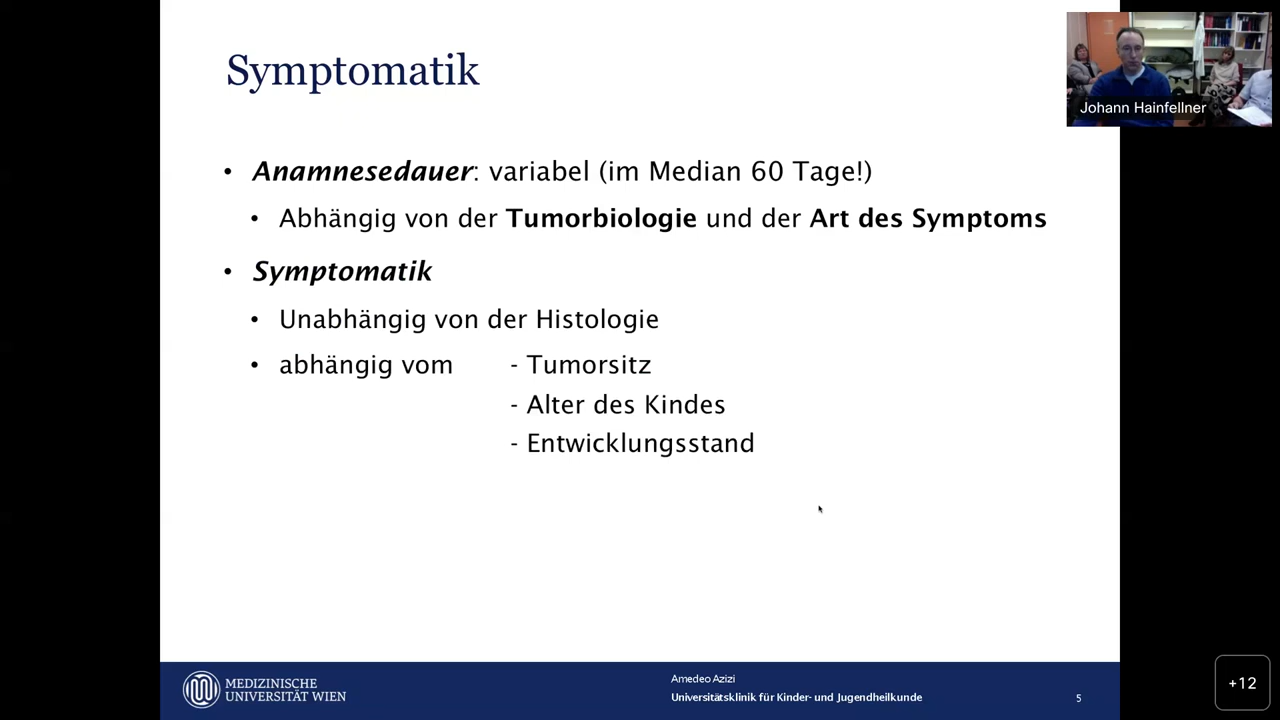 Symptomatik
Johann Hainfellner
• Anamnesedauer: variabel (im Median 60 Tage!)
• Abhängig von der Tumorbiologie und der Art des Symptoms
• Symptomatik
• Unabhängig von der Histologie
• abhängig vom - Tumorsitz
- Alter des Kindes
- Entwicklungsstand
MEDIZINISCHE
UNIVERSITÄT WIEN
Amedeo Azizi
Universitätsklinik für Kinder- und Jugendheilkunde
5
+12